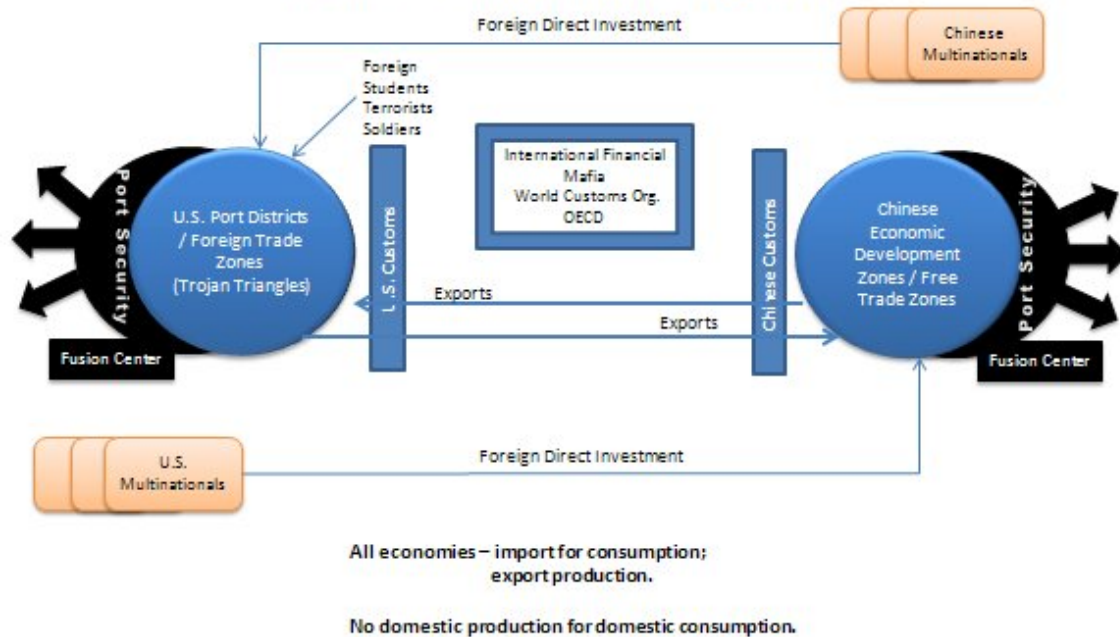 Foreign Direct Investment
Chinese
Multinationals
Foreign
Students
Terrorists
Soldiers
International Financial
Mafia
World Customs Org.
OECD
Port Security
U.S. Port Districts
/ Foreign Trade
Zones
(Trojan Triangles)
U.S. Customs
Chinese Customs
Chinese
Economic
Development
Zones / Free
Trade Zones
Port Security
Exports
Exports
Fusion Center
Fusion Center
U.S.
Multinationals
Foreign Direct Investment
All economies – import for consumption;
export production.
No domestic production for domestic consumption.